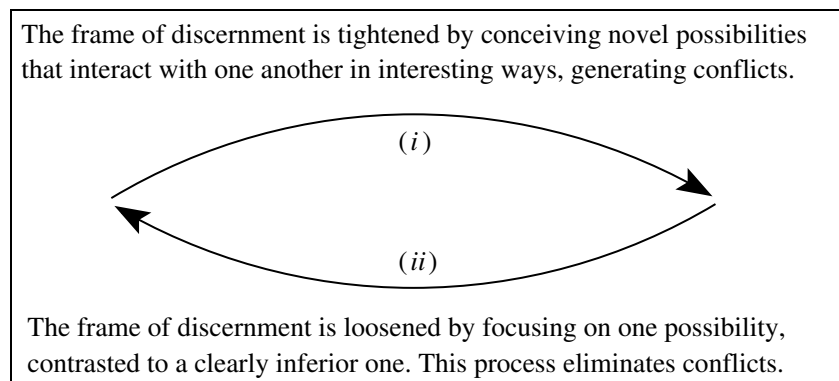 The frame of discernment is tightened by conceiving novel possibilities
that interact with one another in interesting ways, generating conflicts.
(i)
(ii)
The frame of discernment is loosened by focusing on one possibility,
contrasted to a clearly inferior one. This process eliminates conflicts.